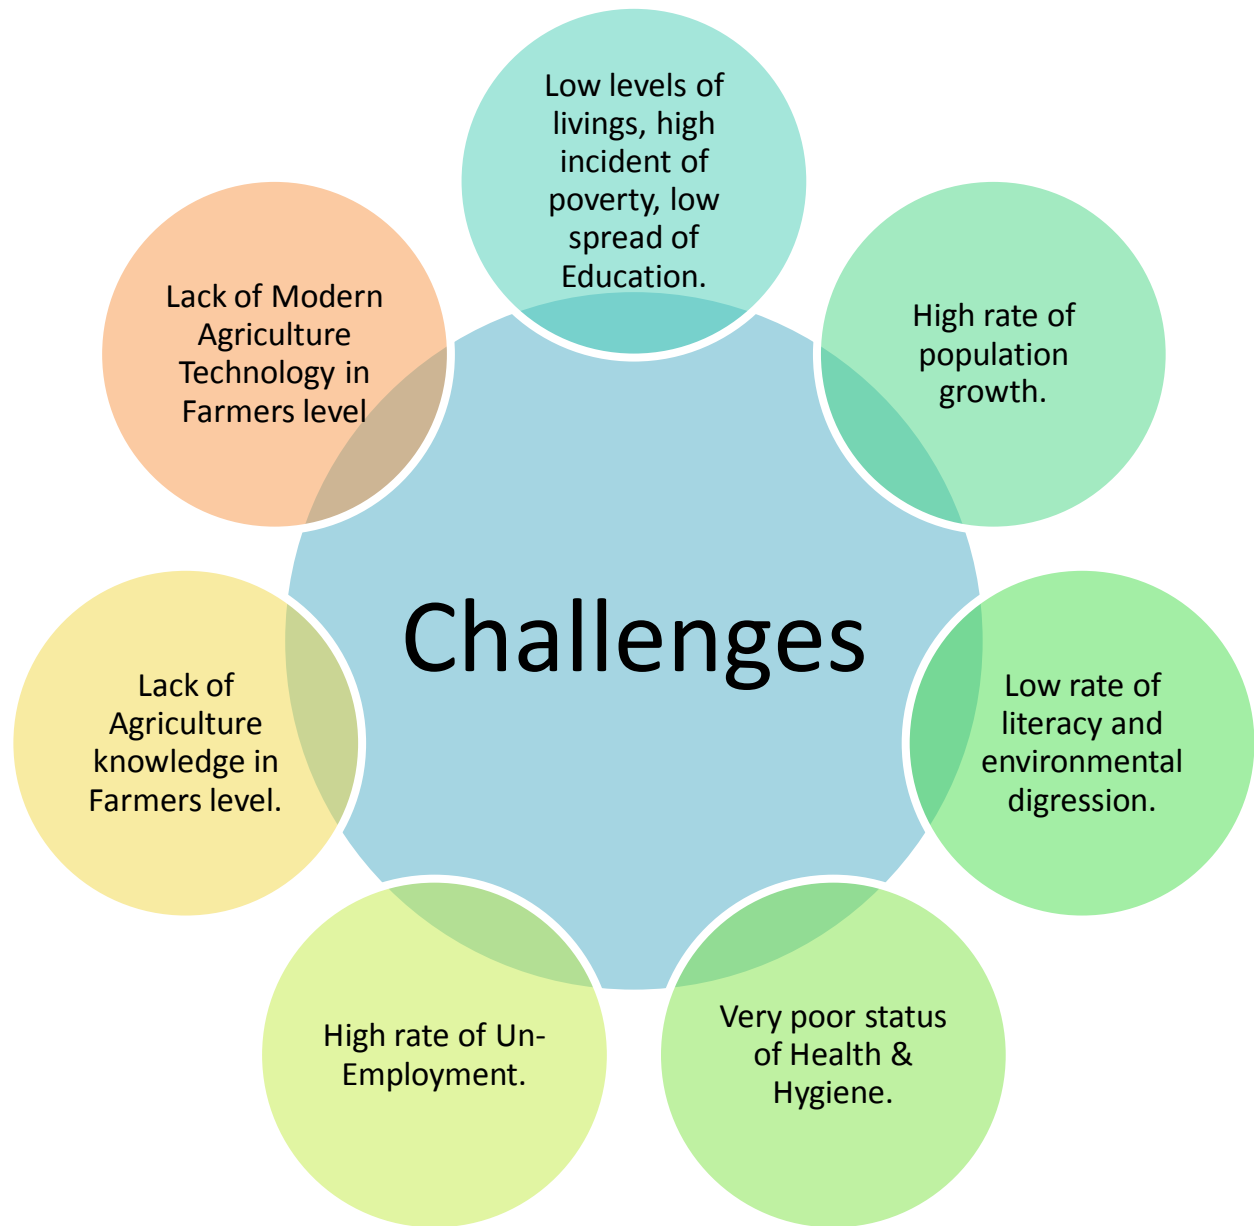 Low levels of
livings, high
incident of
poverty, low
spread of
Education.
High rate of
population
growth.
Low rate of
literacy and
environmental
digression.
Very poor status
of Health &
Hygiene.
High rate of Un-
Employment.
Lack of
Agriculture
knowledge in
Farmers level.
Lack of Modern
Agriculture
Technology in
Farmers level
Challenges